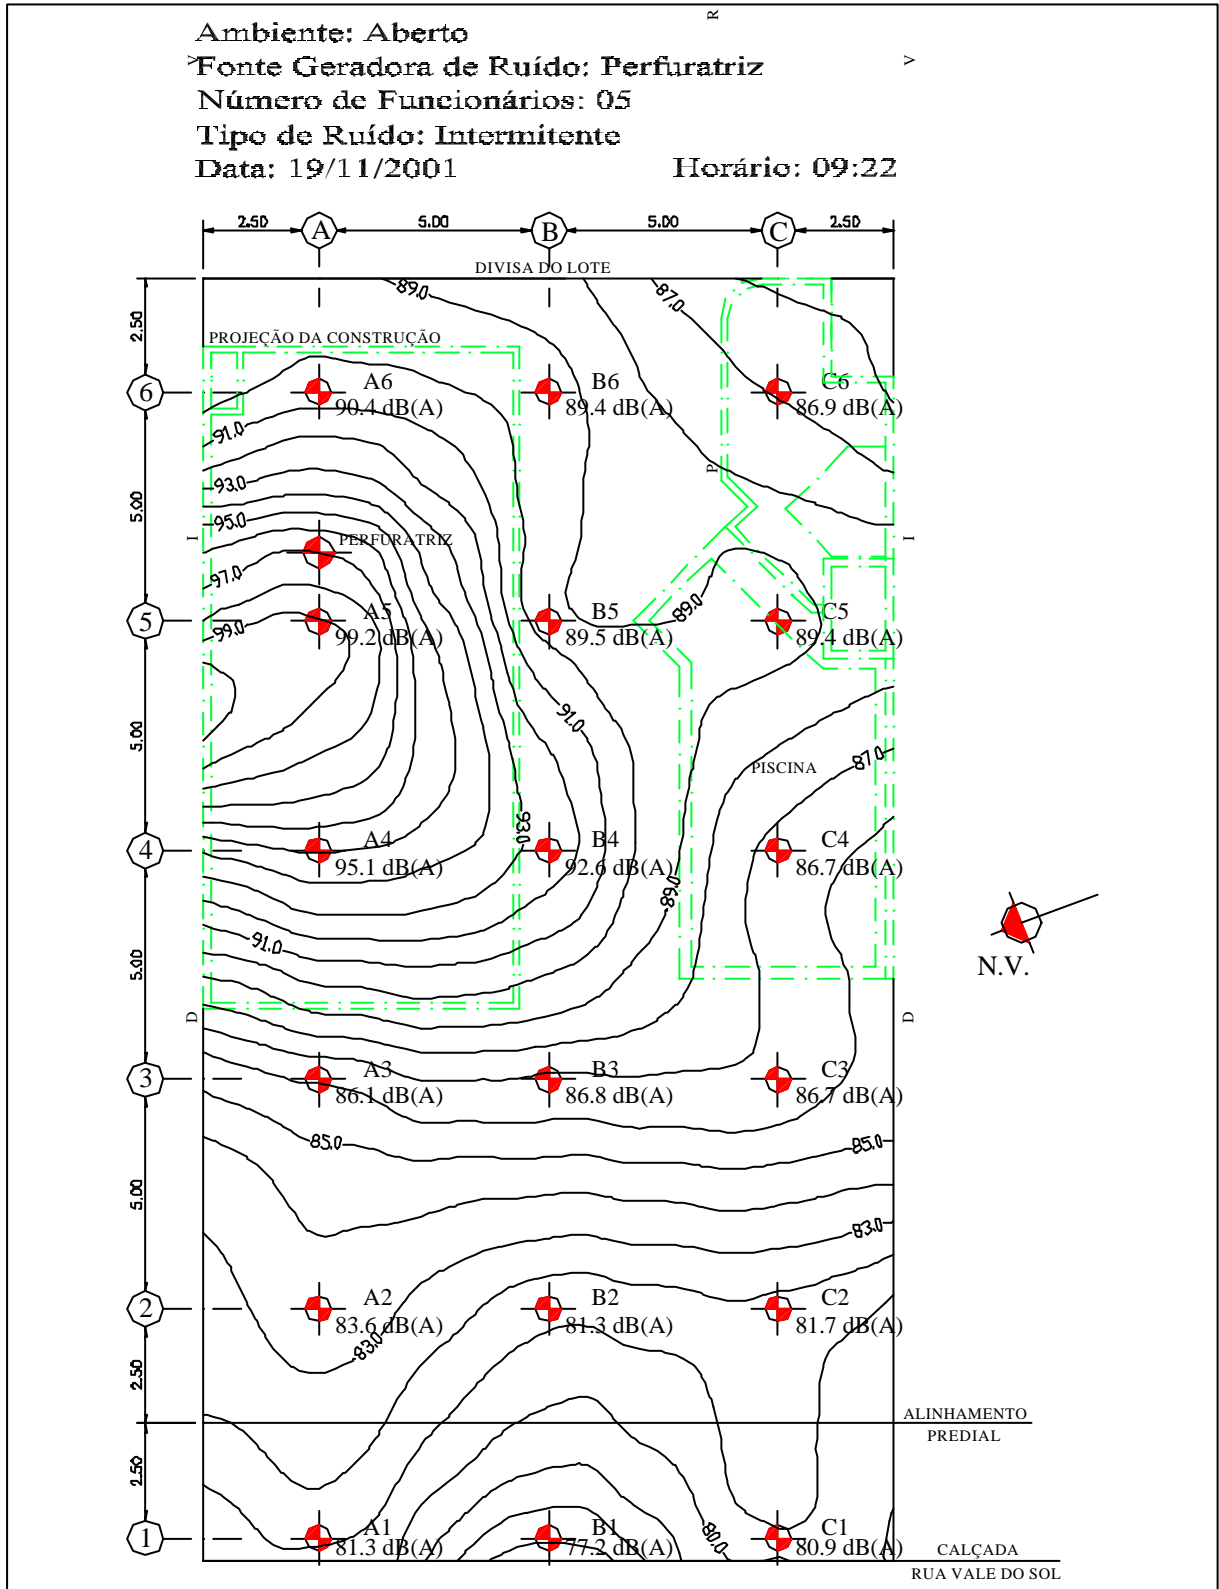 R
Ambiente: Aberto
V
Fonte Geradora de Ruído: Perfuratriz
V
Número de Funcionários: 05
Tipo de Ruído: Intermitente
Data: 19/11/2001 Horário: 09:22
2.50 A 5.00 B 5.00 C 2.50
DIVISA DO LOTE
89.0 87.0
2.50
PROJEÇÃO DA CONSTRUÇÃO
6
A6 B6 C6
90.4 dB(A) 89.4 dB(A) 86.9 dB(A)
91.0
P
93.0
5.00
95.0
I PERFURATRIZ I
97.0
89.0
5
A5 B5 C5
99.0
99.2 dB(A) 89.5 dB(A) 89.4 dB(A)
91.0
5.00
87.0
PISCINA
93.0
4
A4 B4 C4
95.1 dB(A) 92.6 dB(A) 86.7 dB(A)
89.0
91.0
5.00
N.V.
D D
3
A3 B3 C3
86.1 dB(A) 86.8 dB(A) 86.7 dB(A)
85.0 85.0
5.00
83.0
2
A2 B2 C2
83.6 dB(A) 81.3 dB(A) 81.7 dB(A)
83.0
2.50
ALINHAMENTO
PREDIAL
2.50
80.0
1
A1 B1 C1
81.3 dB(A) 77.2 dB(A) 80.9 dB(A)
CALÇADA
RUA VALE DO SOL